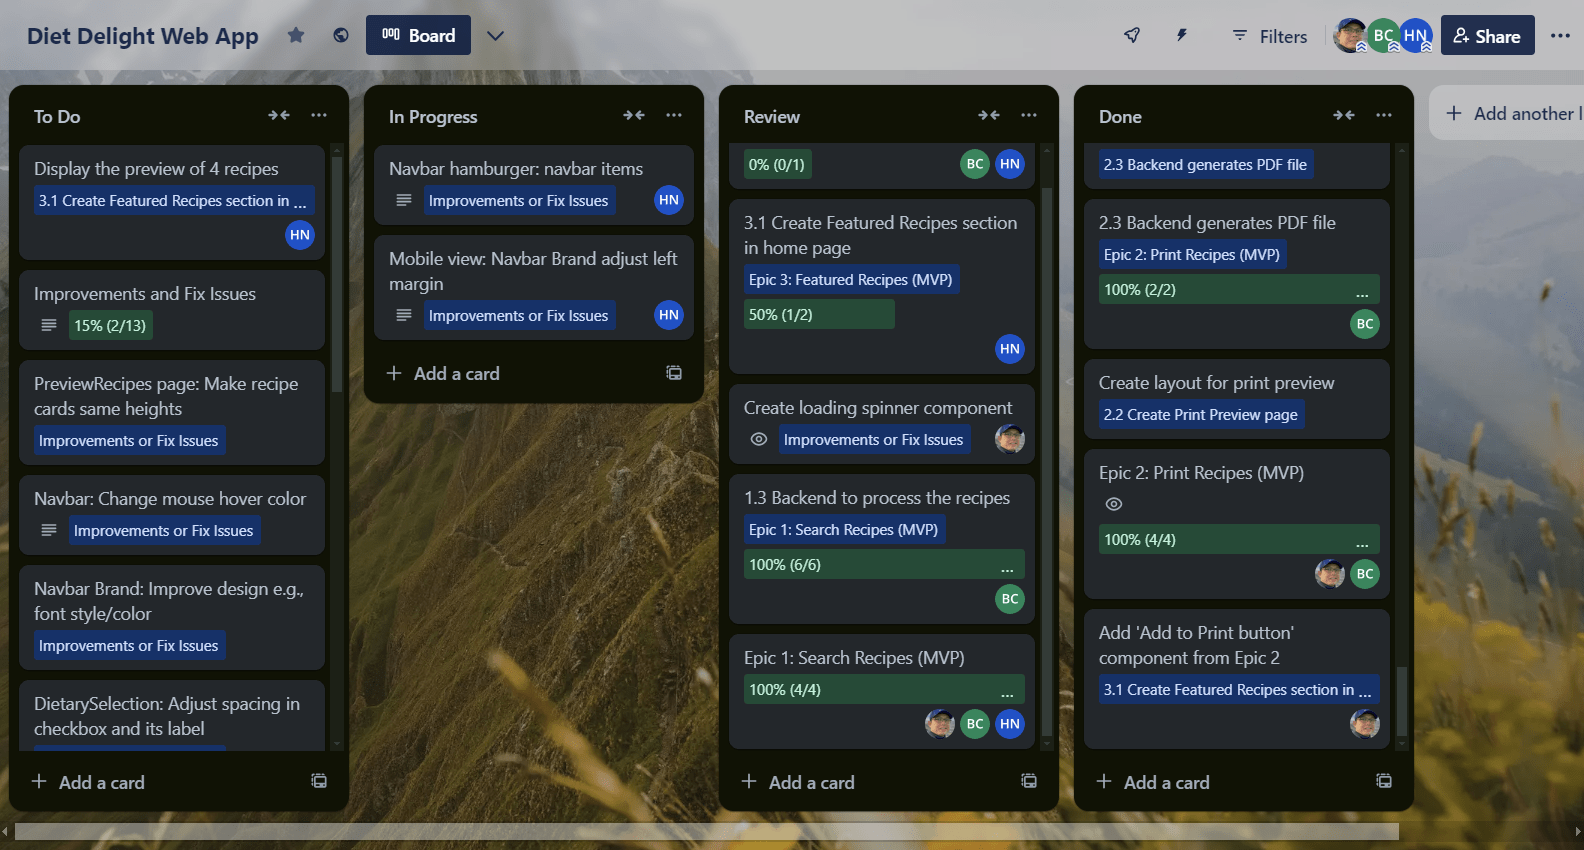 Diet Delight Web App
Board
Filters
BC
HN
Share
To Do
Display the preview of 4 recipes
3.1 Create Featured Recipes section in ...
HN
Improvements and Fix Issues
15% (2/13)
PreviewRecipes page: Make recipe
cards same heights
Improvements or Fix Issues
Navbar: Change mouse hover color
Improvements or Fix Issues
Navbar Brand: Improve design e.g.,
font style/color
Improvements or Fix Issues
DietarySelection: Adjust spacing in
checkbox and its label
Add a card
In Progress
Navbar hamburger: navbar items
Improvements or Fix Issues
HN
Mobile view: Navbar Brand adjust left
margin
Improvements or Fix Issues
HN
Add a card
Review
0% (0/1)
BC
HN
3.1 Create Featured Recipes section
in home page
Epic 3: Featured Recipes (MVP)
50% (1/2)
HN
Create loading spinner component
Improvements or Fix Issues
1.3 Backend to process the recipes
Epic 1: Search Recipes (MVP)
100% (6/6) ...
BC
Epic 1: Search Recipes (MVP)
100% (4/4) ...
BC
HN
Add a card
Done
2.3 Backend generates PDF file
2.3 Backend generates PDF file
Epic 2: Print Recipes (MVP)
100% (2/2) ...
BC
Create layout for print preview
2.2 Create Print Preview page
Epic 2: Print Recipes (MVP)
100% (4/4) ...
BC
Add 'Add to Print button'
component from Epic 2
3.1 Create Featured Recipes section in ...
Add a card
Add another l